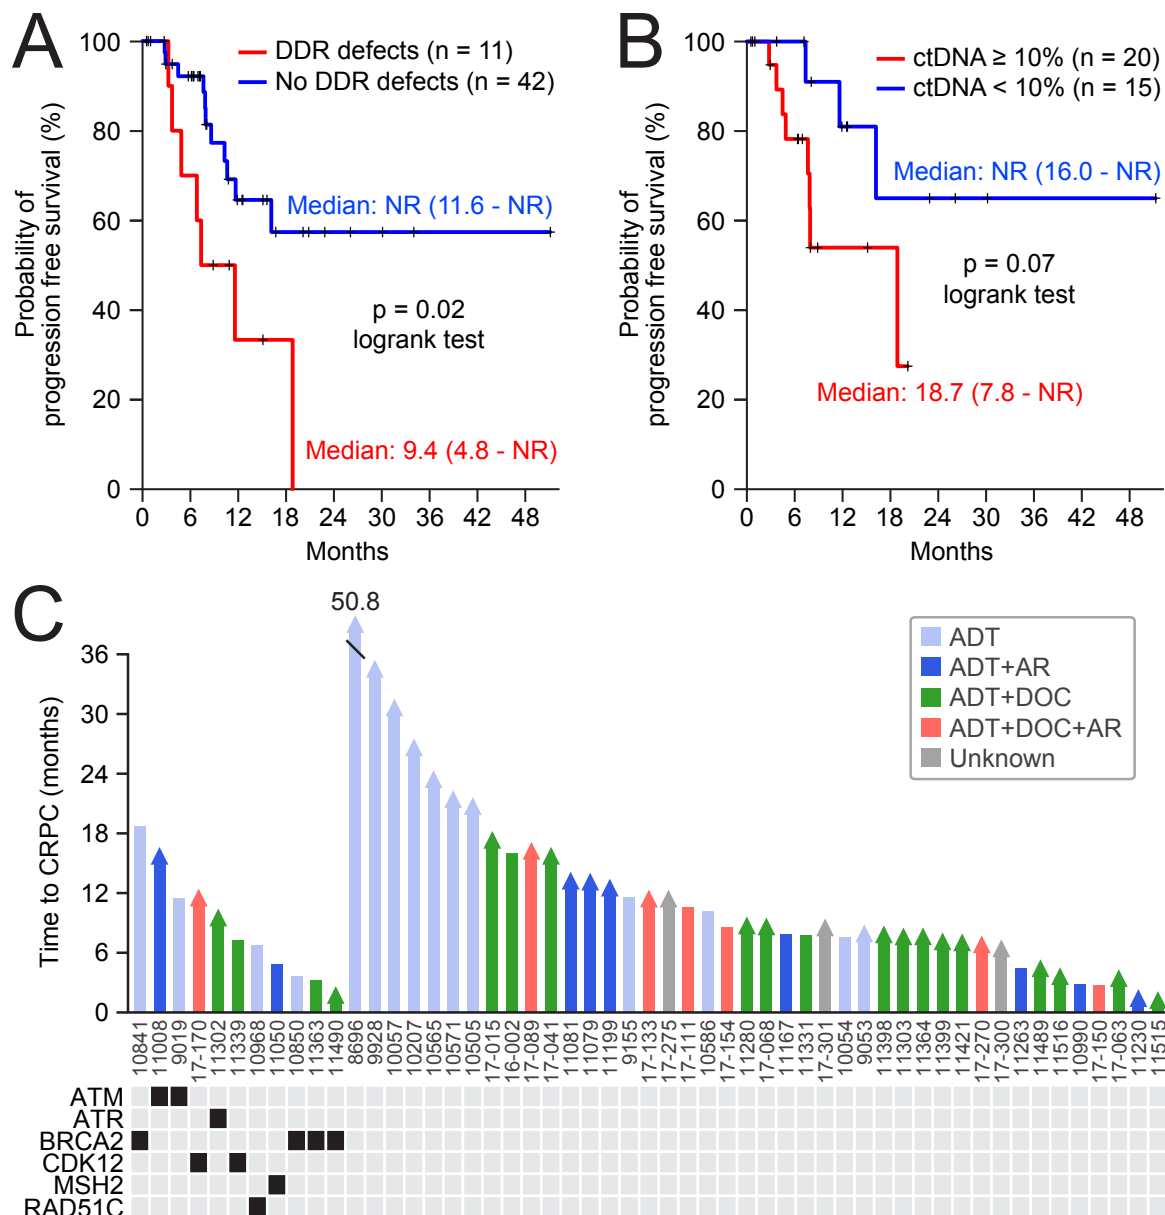 A
B
DDR defects (n = 11)
No DDR defects (n = 42)
Median: NR (11.6 - NR)
p = 0.02
logrank test
Median: 9.4 (4.8 - NR)
Probability of
progression free survival (%)
100
80
60
40
20
0
0 6 12 18 24 30 36 42 48
Months
ctDNA ≥ 10% (n = 20)
ctDNA < 10% (n = 15)
Median: NR (16.0 - NR)
p = 0.07
logrank test
Median: 18.7 (7.8 - NR)
Probability of
progression free survival (%)
100
80
60
40
20
0
0 6 12 18 24 30 36 42 48
Months
C
50.8
ADT
ADT+AR
ADT+DOC
ADT+DOC+AR
Unknown
Time to CRPC (months)
36
30
24
18
12
6
0
10841
11008
9019
17-170
11302
11339
10968
11050
10850
11363
11490
8696
9928
10057
10207
10565
10571
10505
17-015
16-002
17-089
17-041
11081
11079
11199
9155
17-133
17-275
17-111
10586
17-154
11280
17-068
11167
11331
17-301
10054
9053
11398
11303
11364
11399
11421
17-270
17-300
11263
11489
11516
10990
17-150
17-063
11230
11515
ATM
ATR
BRCA2
CDK12
MSH2
RAD51C